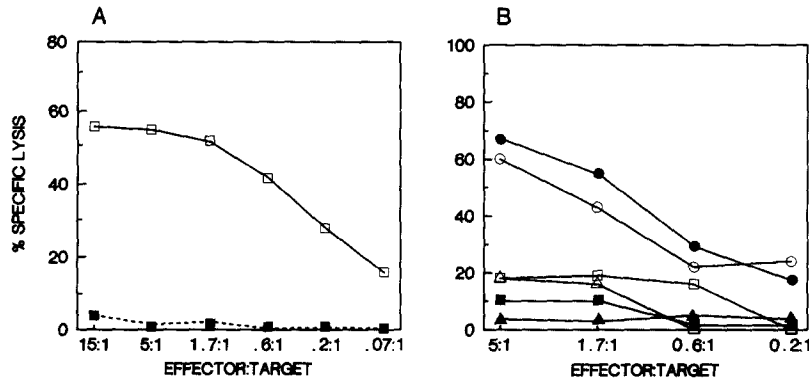 A
B
80
60
40
20
0
% SPECIFIC LYSIS
15:1 5:1 1.7:1 .6:1 .2:1 .07:1
EFFECTOR:TARGET
100
80
60
40
20
0
5:1 1.7:1 0.6:1 0.2:1
EFFECTOR:TARGET